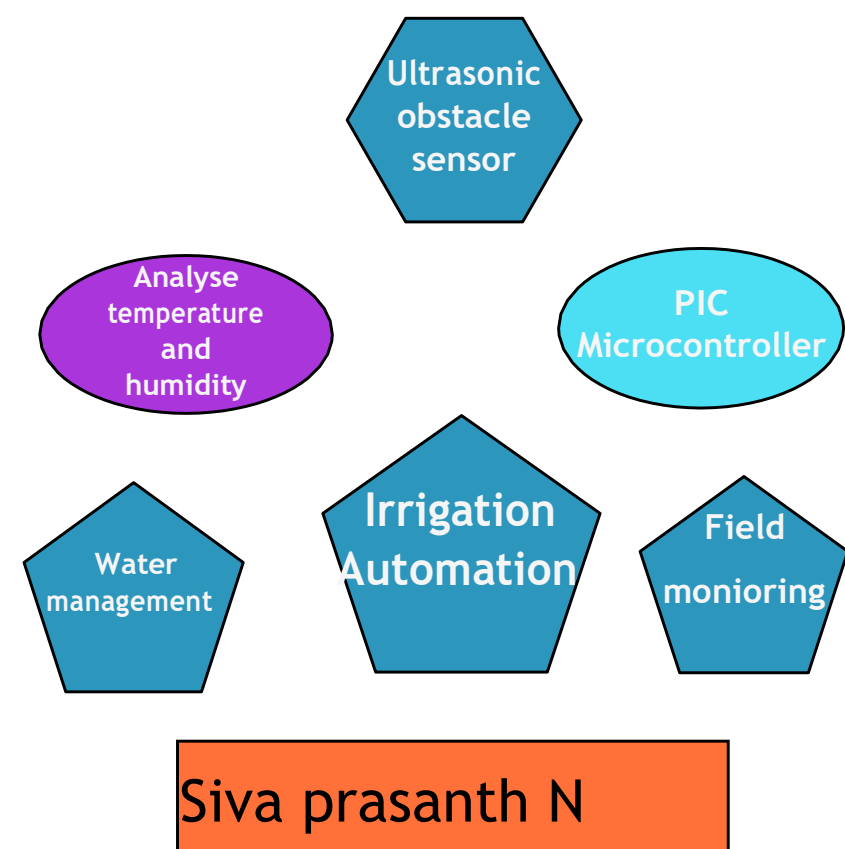 Ultrasonic
obstacle
sensor
Analyse
temperature
and
humidity
PIC
Microcontroller
Irrigation
Automation
Water
management
Field
monioring
Siva prasanth N